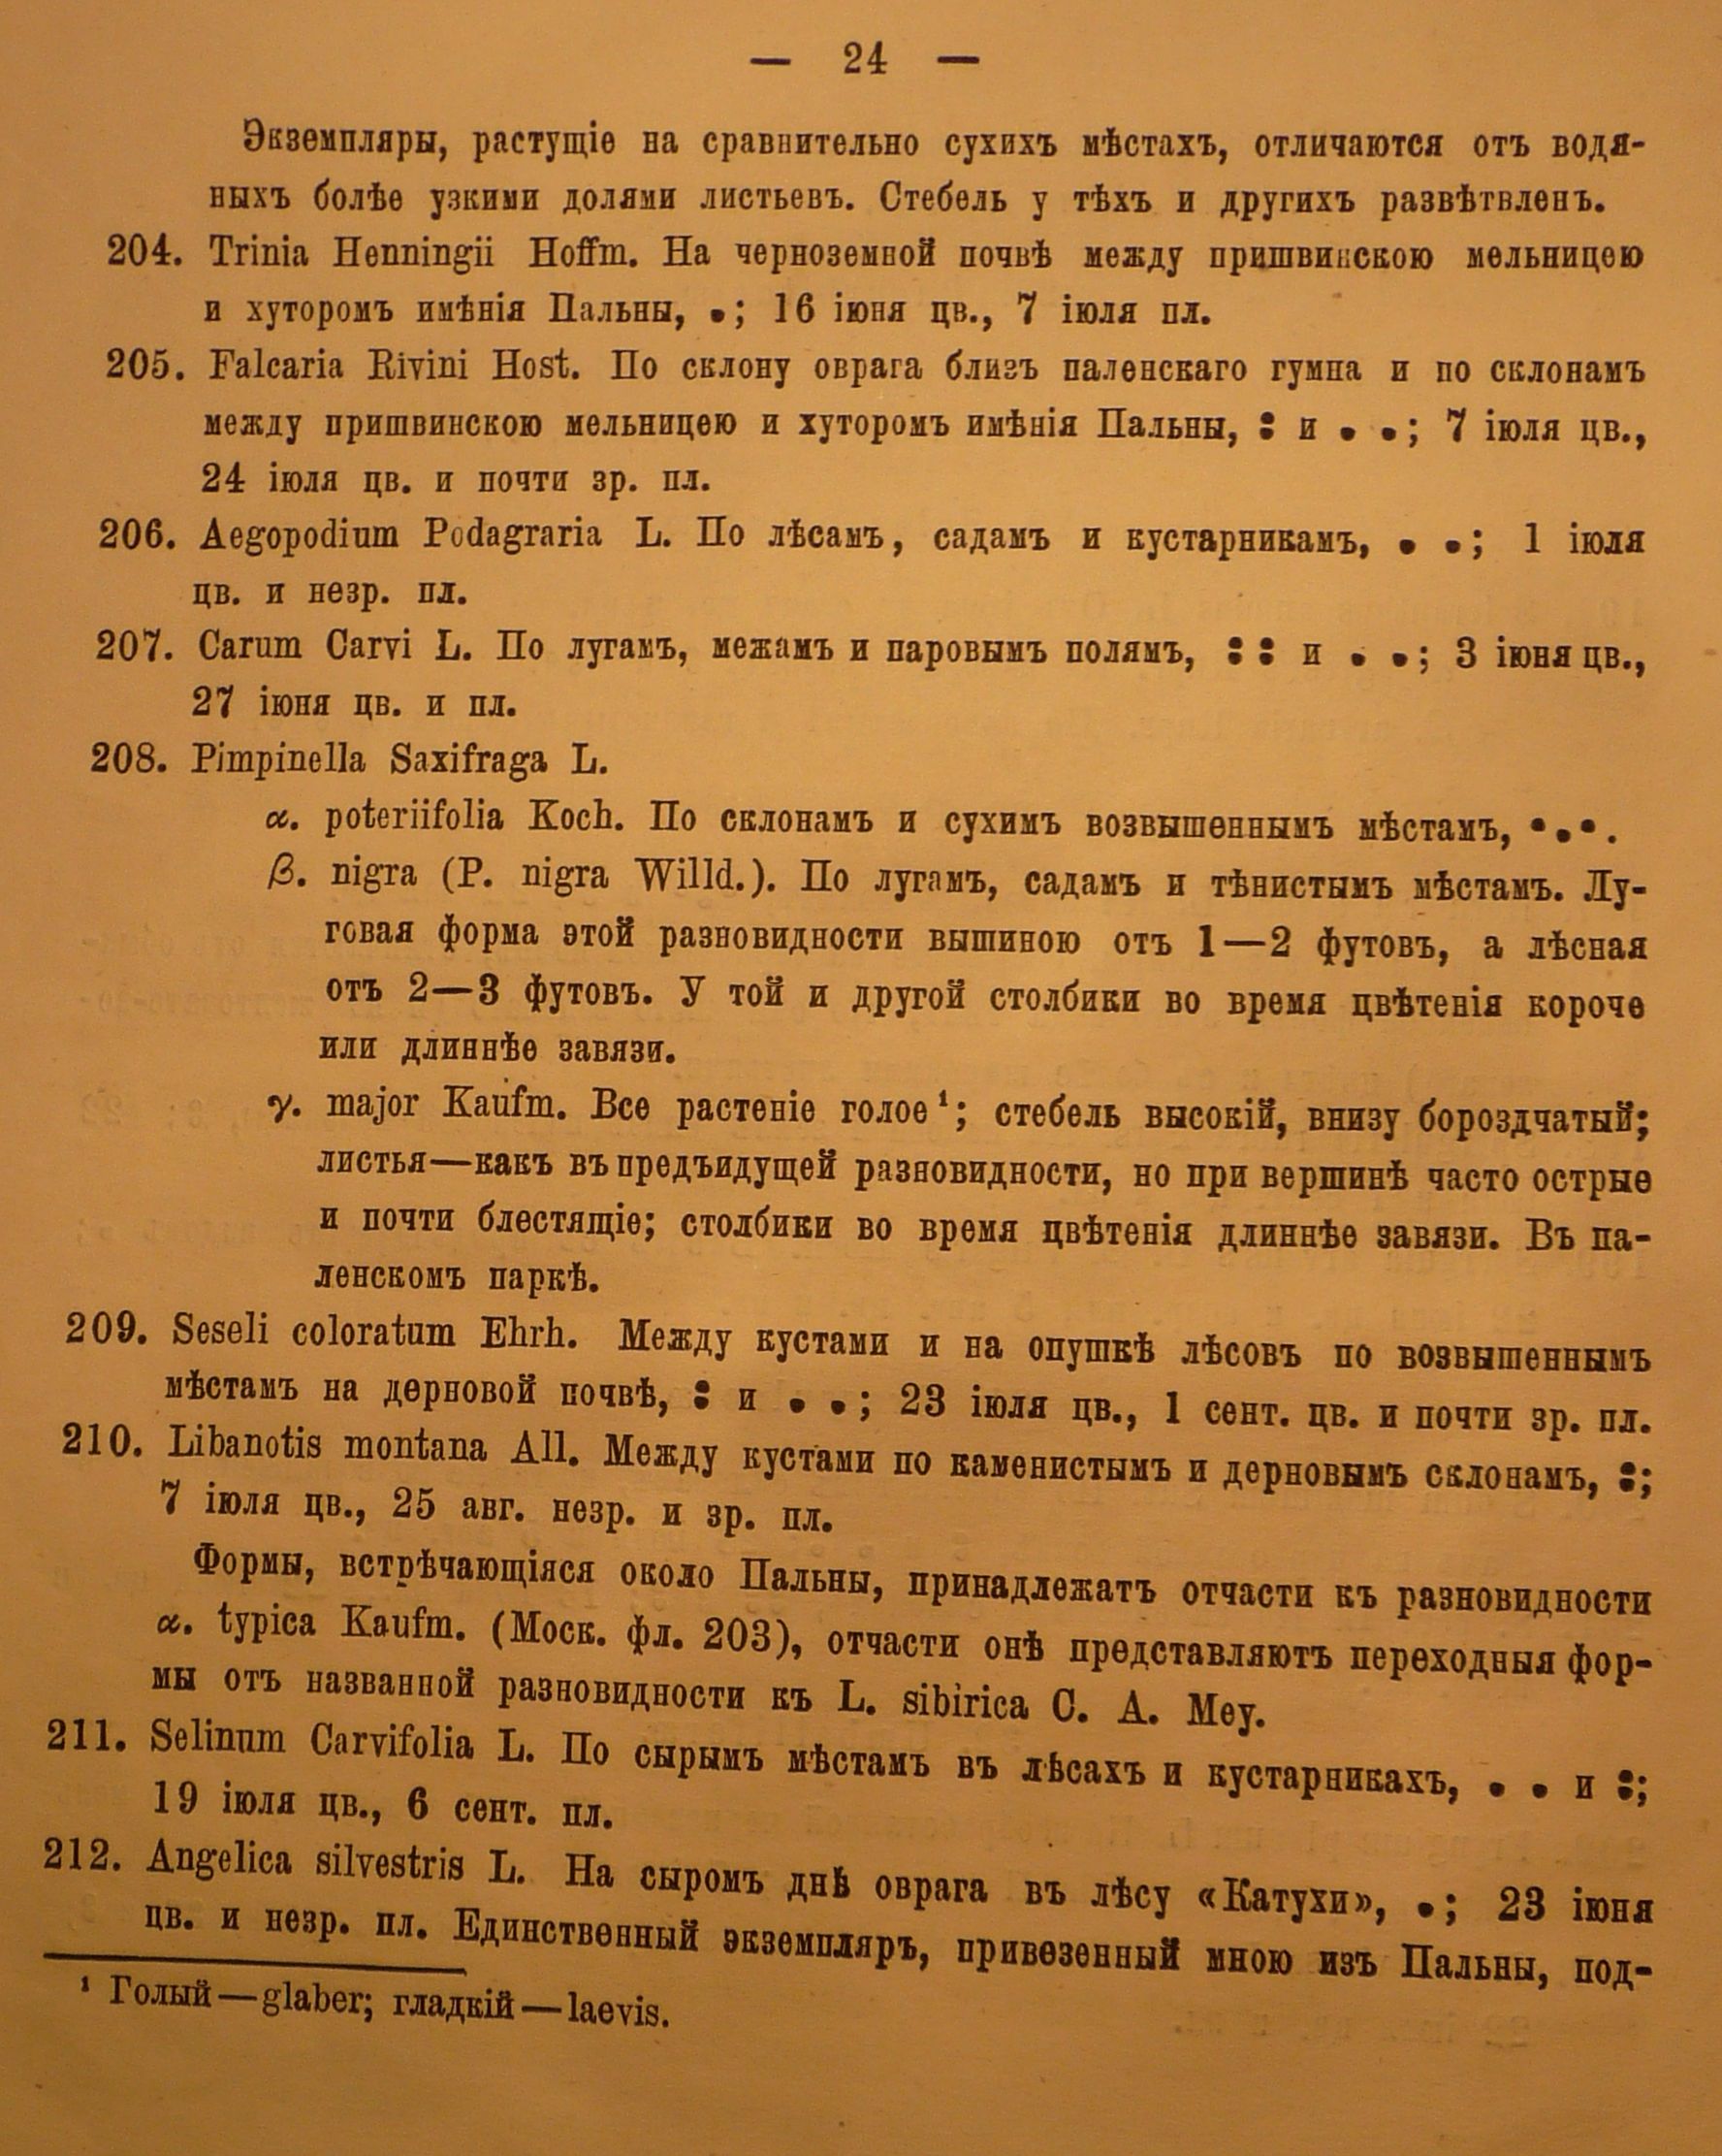 — 24 —
Экземпляры, растущіе на сравнительно сухихъ мѣстахъ, отличаются отъ водя-
ныхъ болѣе узкими долями листьевъ. Стебель у тѣхъ и другихъ развѣтвленъ.
204. Trinia Henningii Hoffm. На черноземной почвѣ между пришвинскою мельницею
и хуторомъ имѣнія Пальны, •; 16 іюня цв., 7 іюля пл.
205. Falcaria Rivini Host. По склону оврага близъ паленскаго гумна и по склонамъ
между пришвинскою мельницею и хуторомъ имѣнія Пальны, : и • •; 7 іюля цв.,
24 іюля цв. и почти зр. пл.
206. Aegopodium Podagraria L. По лѣсамъ, садамъ и кустарникамъ, • •; 1 іюля
цв. и незр. пл.
207. Carum Carvi L. По лугамъ, межамъ и паровымъ полямъ, : : и • •; 3 іюня цв.,
27 іюня цв. и пл.
208. Pimpinella Saxifraga L.
α. poteriifolia Koch. По склонамъ и сухимъ возвышеннымъ мѣстамъ, •.•.
β. nigra (P. nigra Willd.). По лугамъ, садамъ и тѣнистымъ мѣстамъ. Лу-
говая форма этой разновидности вышиною отъ 1—2 футовъ, а лѣсная
отъ 2—3 футовъ. У той и другой столбики во время цвѣтенія короче
или длиннѣе завязи.
γ. major Kaufm. Все растеніе голое¹; стебель высокій, внизу бороздчатый;
листья—какъ въ предъидущей разновидности, но при вершинѣ часто острые
и почти блестящіе; столбики во время цвѣтенія длиннѣе завязи. Въ па-
ленскомъ паркѣ.
209. Seseli coloratum Ehrh. Между кустами и на опушкѣ лѣсовъ по возвышеннымъ
мѣстамъ на дерновой почвѣ, : и • •; 23 іюля цв., 1 сент. цв. и почти зр. пл.
210. Libanotis montana All. Между кустами по каменистымъ и дерновымъ склонамъ, :;
7 іюля цв., 25 авг. незр. и зр. пл.
Формы, встрѣчающіяся около Пальны, принадлежатъ отчасти къ разновидности
α. typica Kaufm. (Моск. фл. 203), отчасти онѣ представляютъ переходныя фор-
мы отъ названной разновидности къ L. sibirica C. A. Mey.
211. Selinum Carvifolia L. По сырымъ мѣстамъ въ лѣсахъ и кустарникахъ, • • и :;
19 іюля цв., 6 сент. пл.
212. Angelica silvestris L. На сыромъ днѣ оврага въ лѣсу «Катухи», •; 23 іюня
цв. и незр. пл. Единственный экземпляръ, привезенный мною изъ Пальны, под-
¹ Голый—glaber; гладкій—laevis.